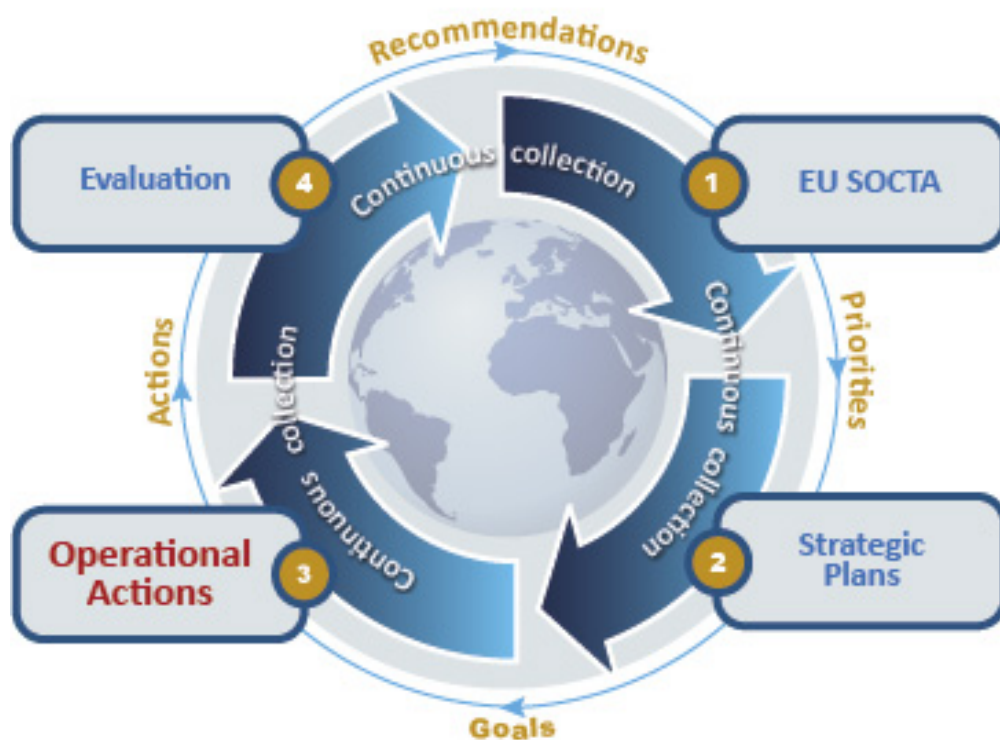 Recommendations
Evaluation
4
Continuous collection
1
EU SOCTA
Priorities
Continuous collection
2
Strategic
Plans
Goals
Continuous collection
3
Operational
Actions
Actions